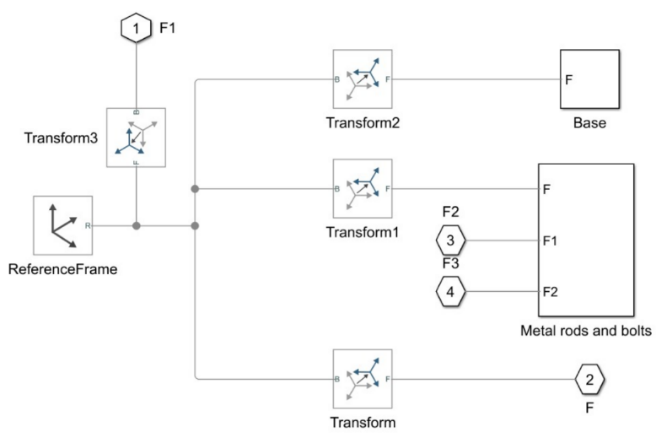 1 F1
B
Transform3
F
R
ReferenceFrame
B F
Transform2
F
Base
B F
Transform1
F
F2
3
F1
F3
4
F2
Metal rods and bolts
B F
Transform
2
F